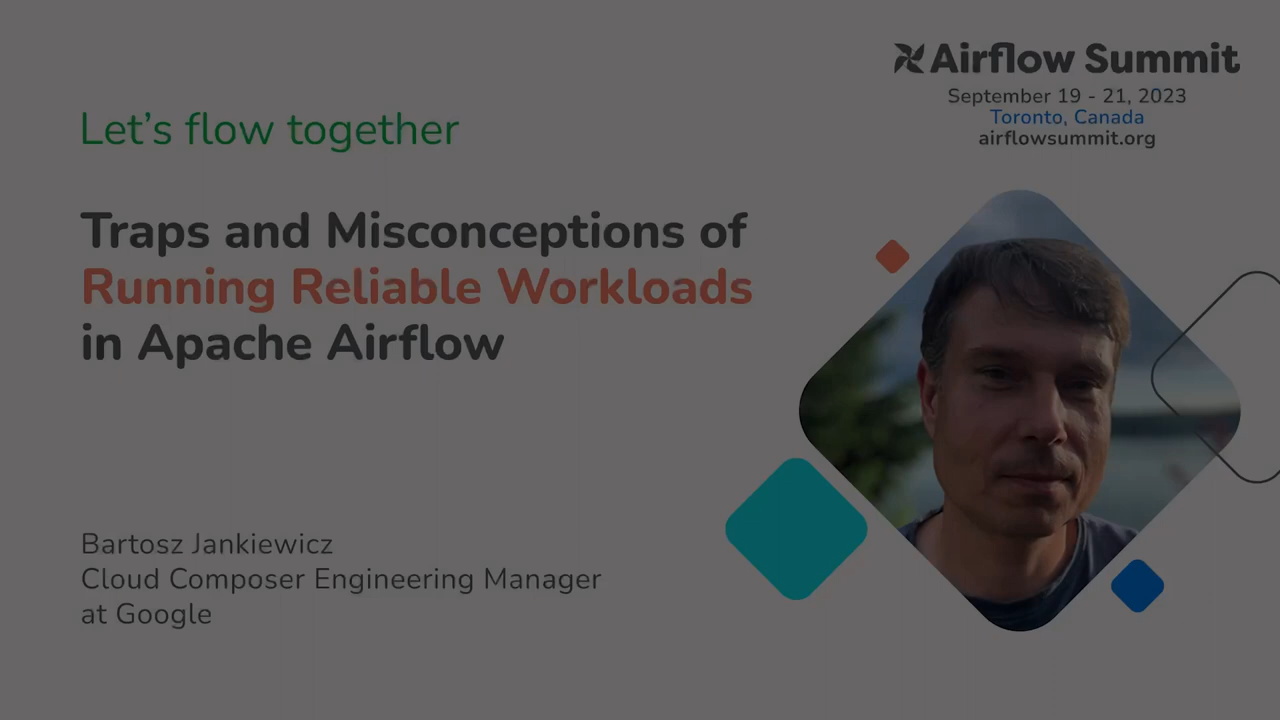 Airflow Summit
September 19 - 21, 2023
Toronto, Canada
airflowsummit.org
Let’s flow together
Traps and Misconceptions of
Running Reliable Workloads
in Apache Airflow
Bartosz Jankiewicz
Cloud Composer Engineering Manager
at Google